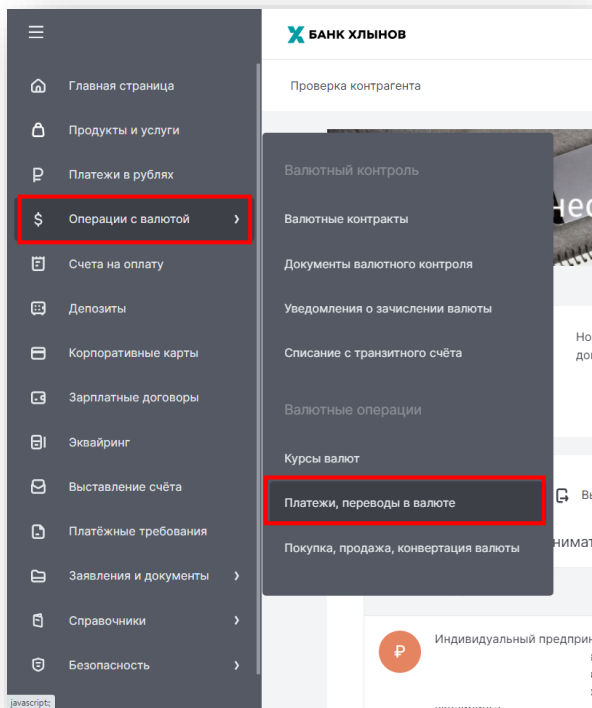 БАНК ХЛЫНОВ
Главная страница
Проверка контрагента
Продукты и услуги
Платежи в рублях
Операции с валютой
Счета на оплату
Депозиты
Корпоративные карты
Зарплатные договоры
Эквайринг
Выставление счёта
Платёжные требования
Заявления и документы
Справочники
Безопасность
Валютный контроль
Валютные контракты
Документы валютного контроля
Уведомления о зачислении валюты
Списание с транзитного счёта
Валютные операции
Курсы валют
Платежи, переводы в валюте
Покупка, продажа, конвертация валюты
Индивидуальный предприн
javascript:;